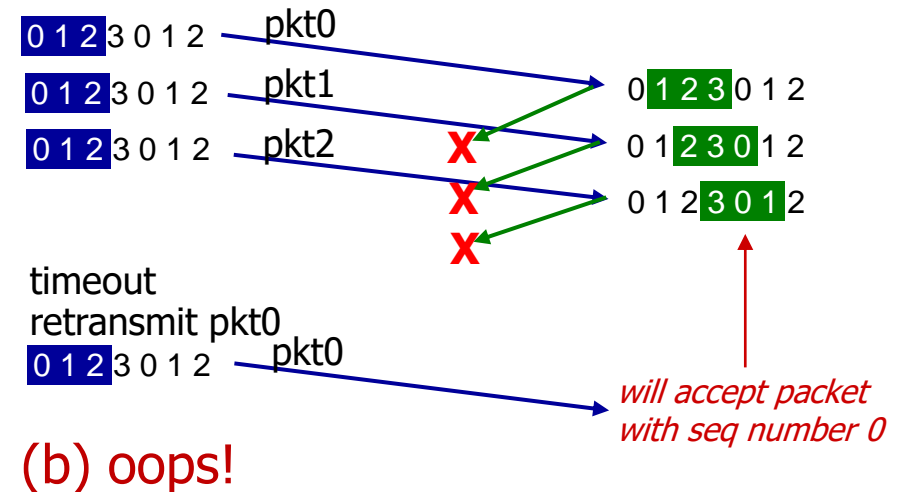 0 1 2 3 0 1 2 pkt0
0 1 2 3 0 1 2
0 1 2 3 0 1 2 pkt1
X 0 1 2 3 0 1 2
0 1 2 3 0 1 2 pkt2
X 0 1 2 3 0 1 2
X
timeout
retransmit pkt0
0 1 2 3 0 1 2 pkt0
will accept packet
with seq number 0
(b) oops!